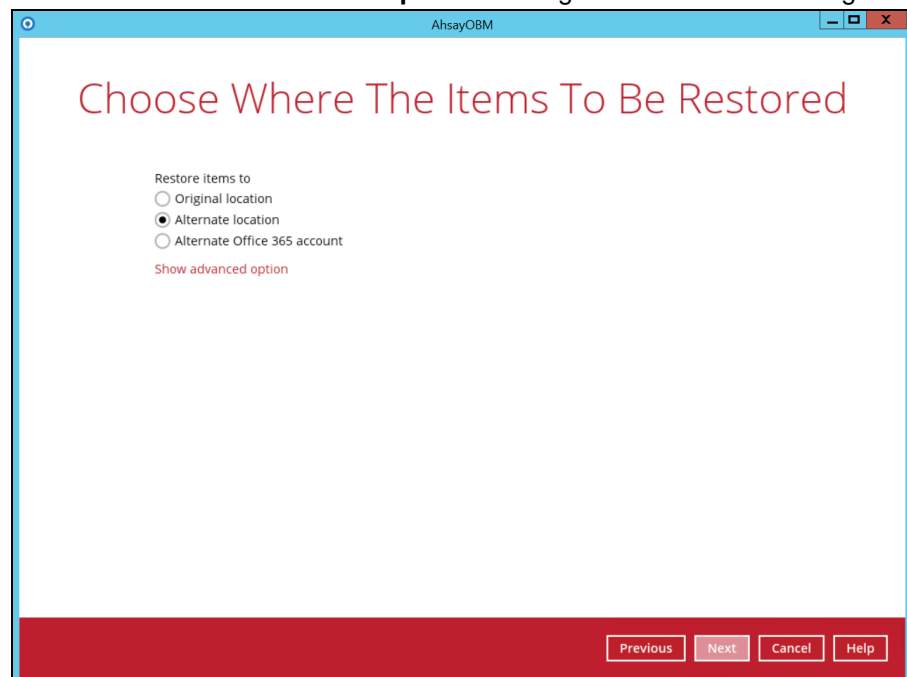 AhsayOBM
Choose Where The Items To Be Restored
Restore items to
Original location
Alternate location
Alternate Office 365 account
Show advanced option
Previous Next Cancel Help